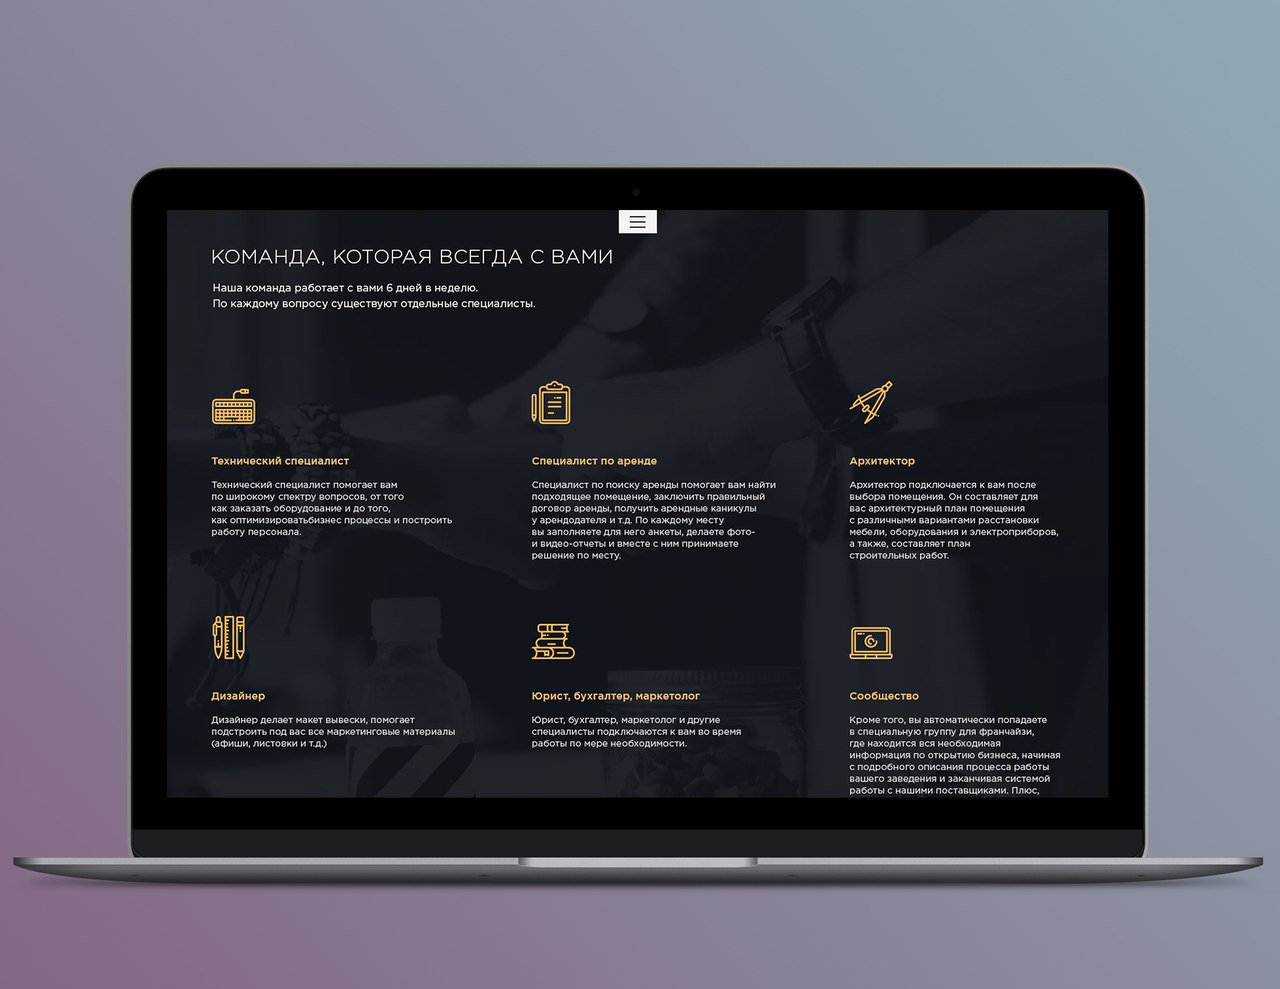 КОМАНДА, КОТОРАЯ ВСЕГДА С ВАМИ
Наша команда работает с вами 6 дней в неделю.
По каждому вопросу существуют отдельные специалисты.
Технический специалист
Технический специалист помогает вам
по широкому спектру вопросов, от того
как заказать оборудование и до того,
как оптимизироватьбизнес процессы и построить
работу персонала.
Специалист по аренде
Специалист по поиску аренды помогает вам найти
подходящее помещение, заключить правильный
договор аренды, получить арендные каникулы
у арендодателя и т.д. По каждому месту
вы заполняете для него анкеты, делаете фото-
и видео-отчеты и вместе с ним принимаете
решение по месту.
Архитектор
Архитектор подключается к вам после
выбора помещения. Он составляет для
вас архитектурный план помещения
с различными вариантами расстановки
мебели, оборудования и электроприборов,
а также, составляет план
строительных работ.
Дизайнер
Дизайнер делает макет вывески, помогает
подстроить под вас все маркетинговые материалы
(афиши, листовки и т.д.)
Юрист, бухгалтер, маркетолог
Юрист, бухгалтер, маркетолог и другие
специалисты подключаются к вам во время
работы по мере необходимости.
Сообщество
Кроме того, вы автоматически попадаете
в специальную группу для франчайзи,
где находится вся необходимая
информация по открытию бизнеса, начиная
с подробного описания процесса работы
вашего заведения и заканчивая системой
работы с нашими поставщиками. Плюс,